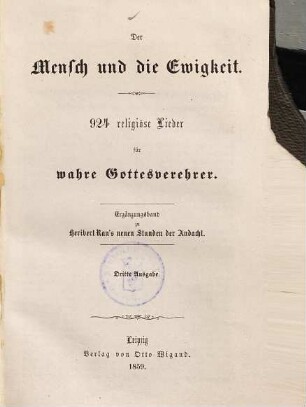 Der
Mensch und die Ewigkeit.
924 religiöse Lieder
für
wahre Gottesverehrer.
Ergänzungsband
zu
Heribert Rau's neuen Stunden der Andacht.
Dritte Ausgabe.
Leipzig
Verlag von Otto Wigand.
1859.